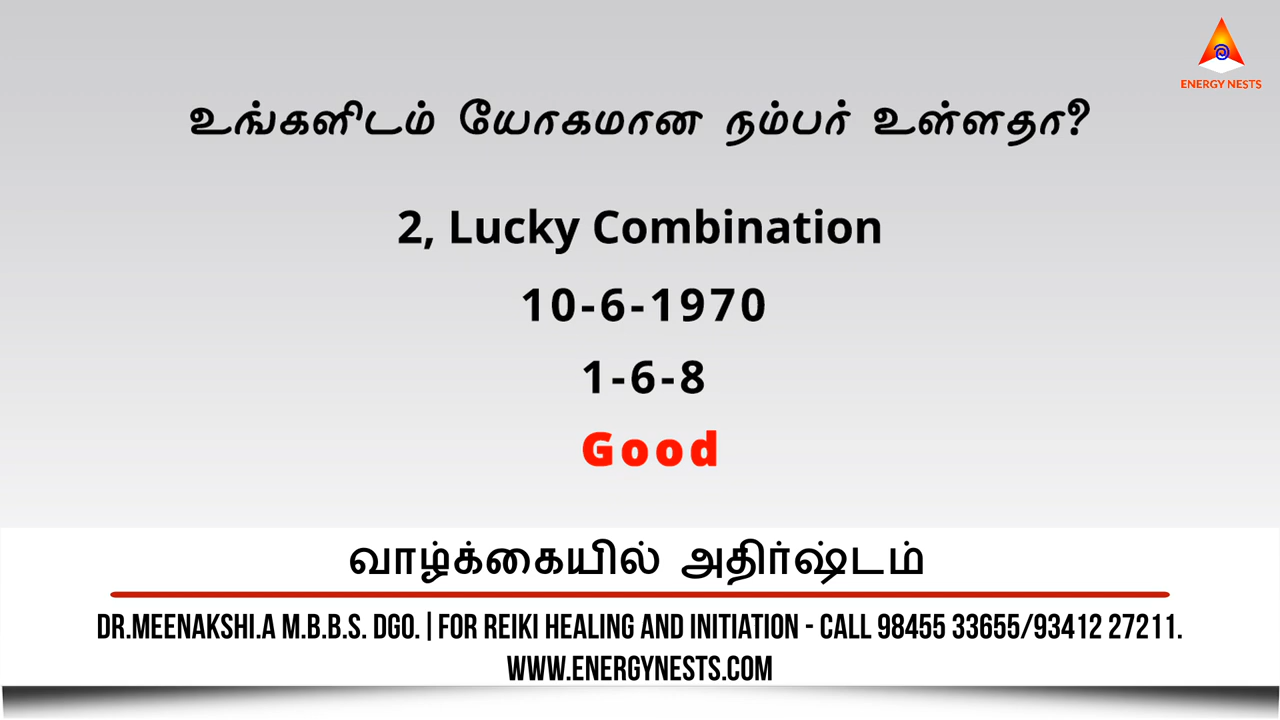 ENERGY NESTS
உங்களிடம் யோகமான நம்பர் உள்ளதா?
2, Lucky Combination
10-6-1970
1-6-8
Good
வாழ்க்கையில் அதிர்ஷ்டம்
DR.MEENAKSHI.A M.B.B.S. DGO. | FOR REIKI HEALING AND INITIATION - CALL 98455 33655/93412 27211.
WWW.ENERGYNESTS.COM